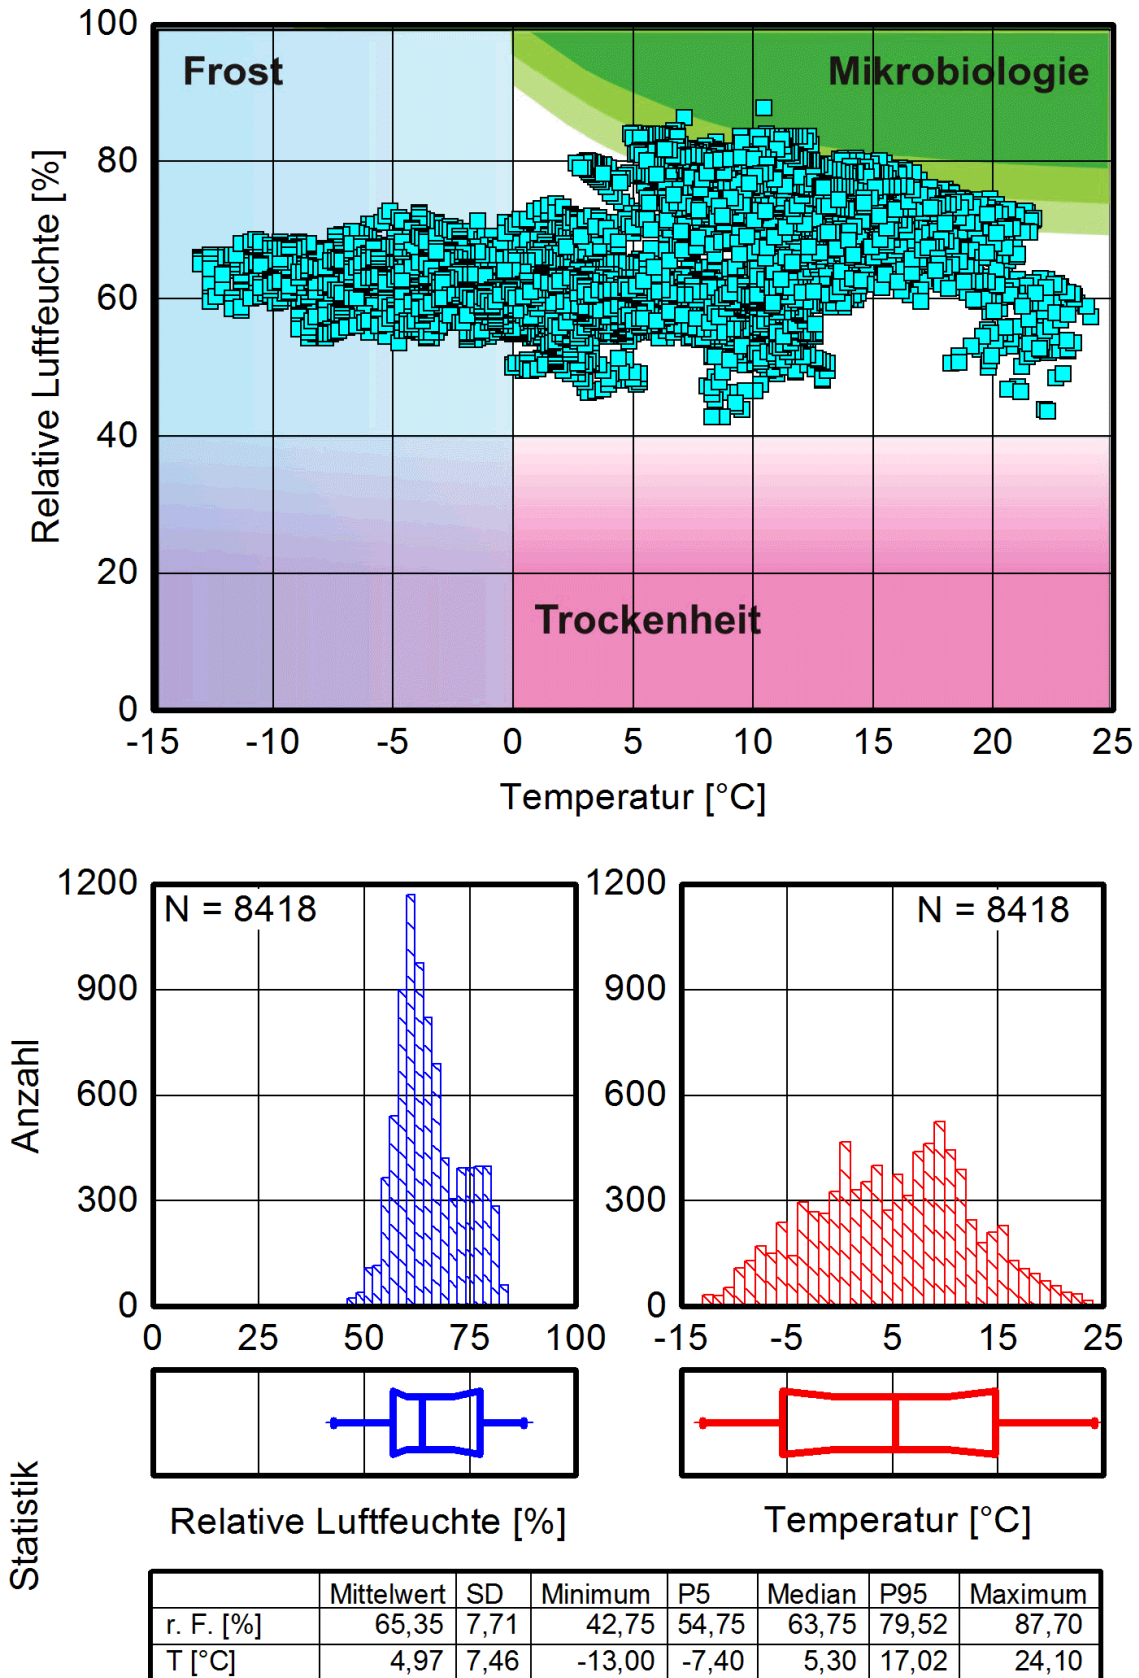 100
80
60
40
20
0
Relative Luftfeuchte [%]
Frost
Mikrobiologie
Trockenheit
-15 -10 -5 0 5 10 15 20 25
Temperatur [°C]
Anzahl
1200
900
600
300
0
N = 8418
0 25 50 75 100
1200
900
600
300
0
N = 8418
-15 -5 5 15 25
Statistik
Relative Luftfeuchte [%]
Temperatur [°C]
Mittelwert SD Minimum P5 Median P95 Maximum
r. F. [%] 65,35 7,71 42,75 54,75 63,75 79,52 87,70
T [°C] 4,97 7,46 -13,00 -7,40 5,30 17,02 24,10